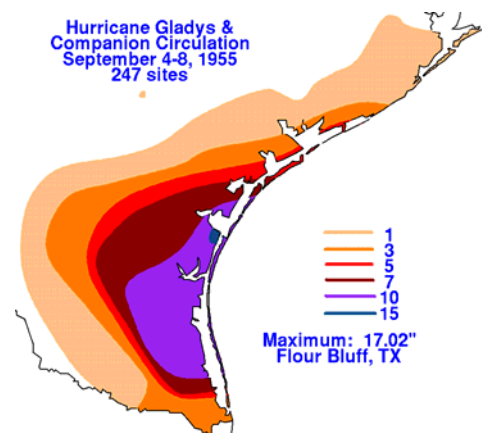 Hurricane Gladys &
Companion Circulation
September 4-8, 1955
247 sites
1
3
5
7
10
15
Maximum: 17.02"
Flour Bluff, TX